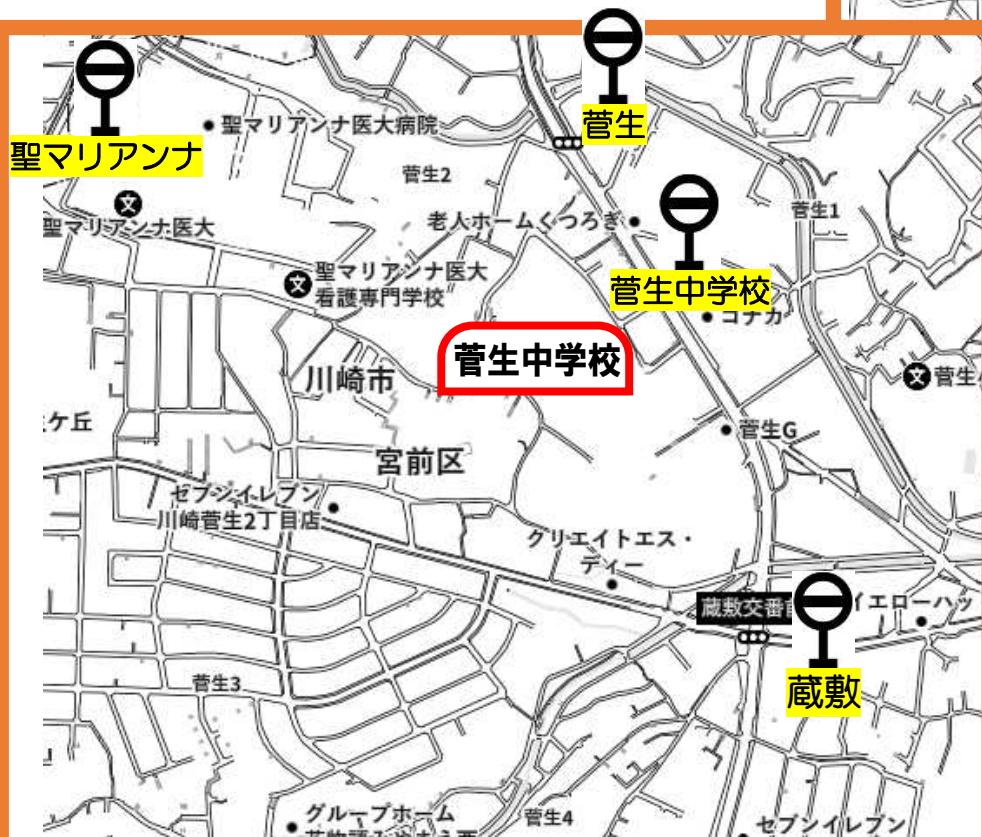 菅生
聖マリアンナ医大病院
聖マリアンナ
菅生2
文
聖マリアンナ医大
老人ホームくつろぎ
菅生1
文
聖マリアンナ医大
看護専門学校
菅生中学校
コナカ
菅生中学校
川崎市
文
菅生
ケ丘
菅生G
宮前区
セブンイレブン
川崎菅生2丁目店
クリエイトエス・
ディー
蔵敷交番
イエローハッ
菅生3
蔵敷
グループホーム
菅生4
セブンイレブン